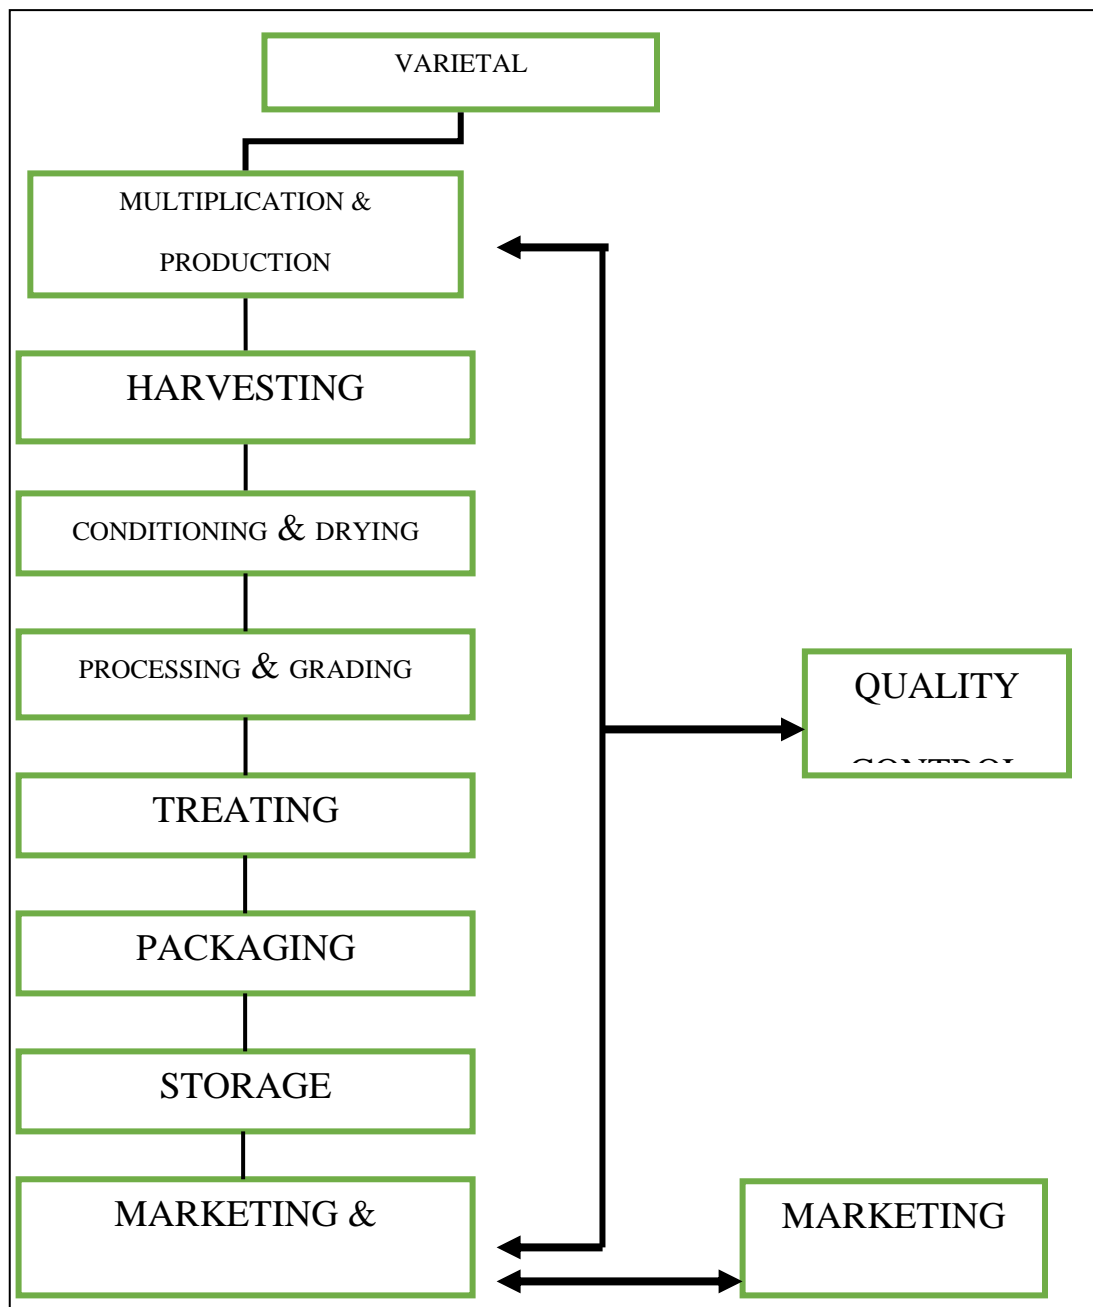 VARIETAL
MULTIPLICATION &
PRODUCTION
HARVESTING
CONDITIONING & DRYING
PROCESSING & GRADING
QUALITY
TREATING
PACKAGING
STORAGE
MARKETING &
MARKETING